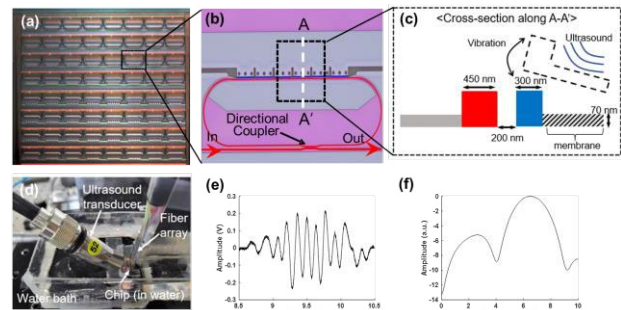 (a)
(b)
A
Directional
Coupler
A'
In
Out
(c)
<Cross-section along A-A'>
Vibration
Ultrasound
450 nm
300 nm
70 nm
200 nm
membrane
(d)
Ultrasound
transducer
Fiber
array
Water bath
Chip (in water)
(e)
Amplitude (V)
0.3
0.2
0.1
0
-0.1
-0.2
-0.3
8.5
9
9.5
10
10.5
(f)
Amplitude (a.u.)
0
-2
-4
-6
-8
-10
-12
-14
0
2
4
6
8
10